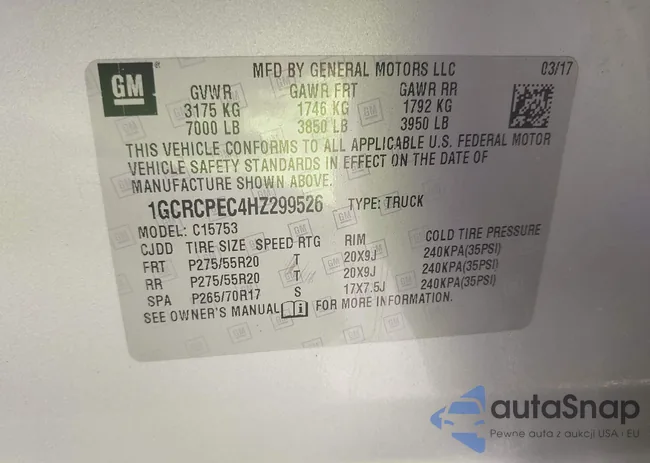 GM
MFD BY GENERAL MOTORS LLC 03/17
GVWR GAWR FRT GAWR RR
3175 KG 1746 KG 1792 KG
7000 LB 3850 LB 3950 LB
THIS VEHICLE CONFORMS TO ALL APPLICABLE U.S. FEDERAL MOTOR
VEHICLE SAFETY STANDARDS IN EFFECT ON THE DATE OF
MANUFACTURE SHOWN ABOVE.
1GCRCPEC4HZ299526 TYPE: TRUCK
MODEL: C15753
CJDD TIRE SIZE SPEED RTG RIM COLD TIRE PRESSURE
FRT P275/55R20 T 20X9J 240KPA(35PSI)
RR P275/55R20 T 20X9J 240KPA(35PSI)
SPA P265/70R17 S 17X7.5J 240KPA(35PSI)
SEE OWNER'S MANUAL FOR MORE INFORMATION.
autaSnap
Pewne auta z aukcji USA · EU